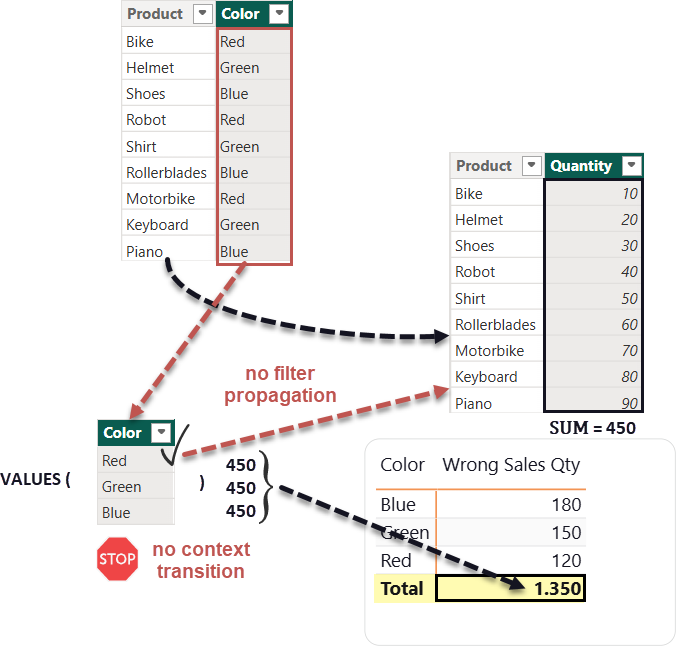 Product Color
Bike Red
Helmet Green
Shoes Blue
Robot Red
Shirt Green
Rollerblades Blue
Motorbike Red
Keyboard Green
Piano Blue
Product Quantity
Bike 10
Helmet 20
Shoes 30
Robot 40
Shirt 50
Rollerblades 60
Motorbike 70
Keyboard 80
Piano 90
SUM = 450
no filter
propagation
Color
VALUES (
Red
Green
Blue
)
450
450
450
STOP
no context
transition
Color Wrong Sales Qty
Blue 180
Green 150
Red 120
Total 1.350